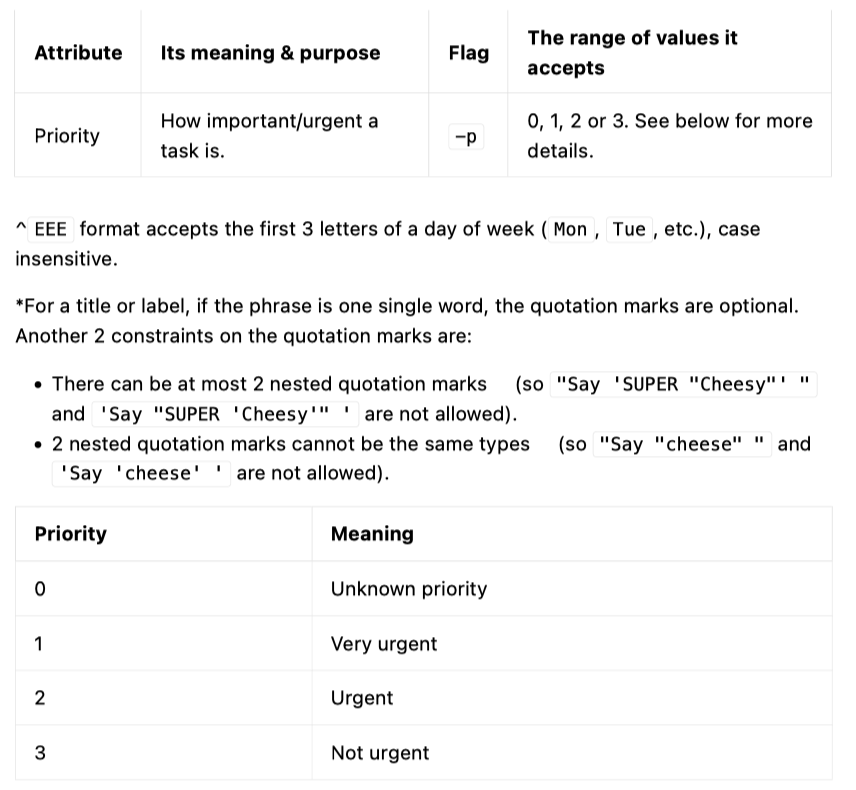 Attribute Its meaning & purpose Flag The range of values it accepts
Priority How important/urgent a task is. –p 0, 1, 2 or 3. See below for more details.
^ EEE format accepts the first 3 letters of a day of week ( Mon , Tue , etc.), case
insensitive.
*For a title or label, if the phrase is one single word, the quotation marks are optional.
Another 2 constraints on the quotation marks are:
• There can be at most 2 nested quotation marks (so "Say 'SUPER "Cheesy"' "
and 'Say "SUPER 'Cheesy'" ' are not allowed).
• 2 nested quotation marks cannot be the same types (so "Say "cheese" " and
'Say 'cheese' ' are not allowed).
Priority Meaning
0 Unknown priority
1 Very urgent
2 Urgent
3 Not urgent